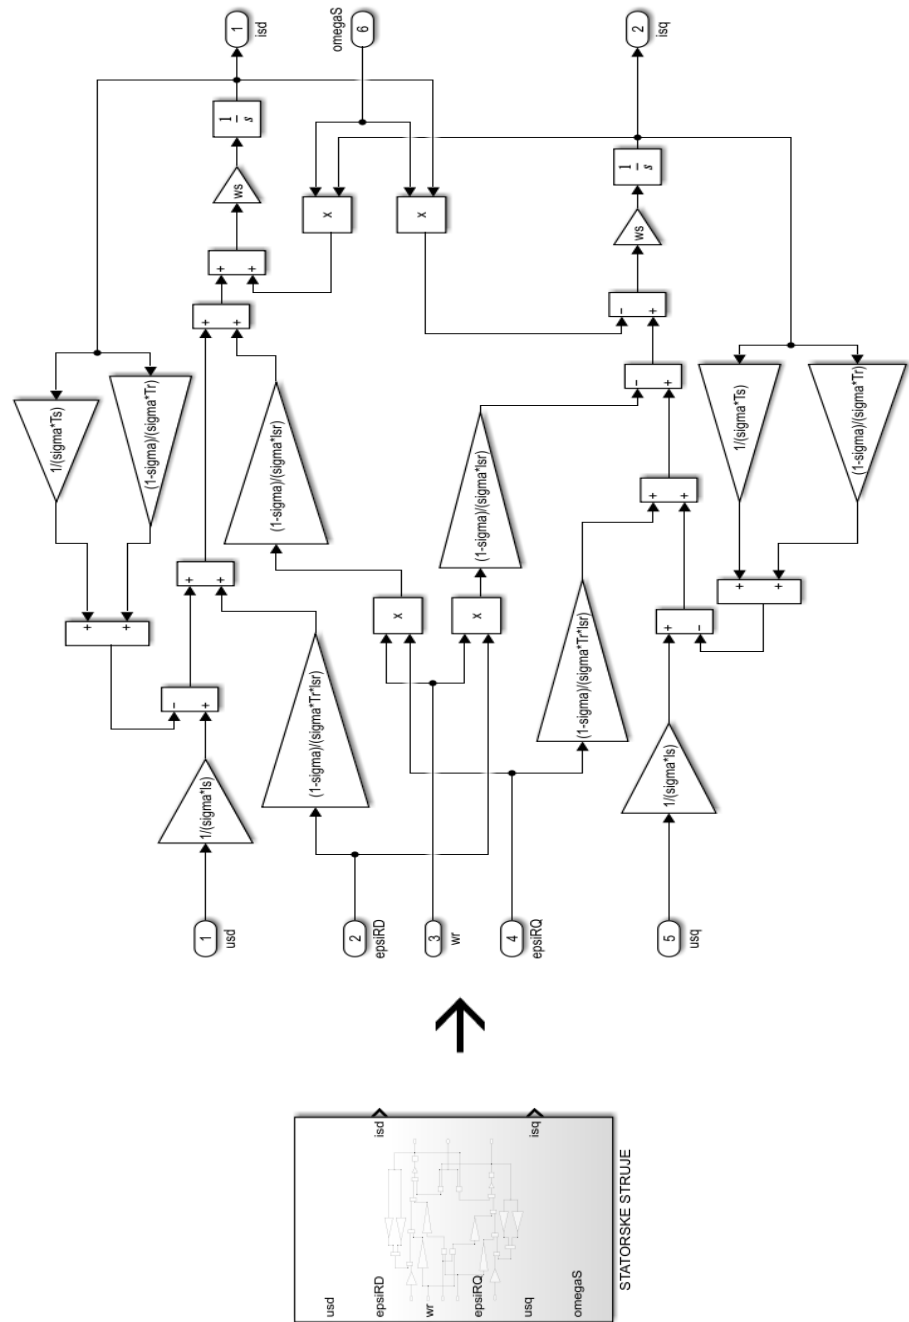 usd
epsiRD
wr
epsiRQ
usq
omegaS
isd
isq
STATORSKE STRUJE
1/(sigma*Ts)
+
+
(1-sigma)/(sigma*Tr)
1
usd
1/(sigma*ls)
-
+
+
+
+
+
+
+
ws
1
s
1
isd
(1-sigma)/(sigma*Tr*lsr)
(1-sigma)/(sigma*lsr)
x
6
omegaS
2
epsiRD
x
x
3
wr
x
(1-sigma)/(sigma*lsr)
4
epsiRQ
(1-sigma)/(sigma*Tr*lsr)
-
+
-
+
ws
1
s
2
isq
5
usq
1/(sigma*ls)
+
-
+
+
1/(sigma*Ts)
+
+
(1-sigma)/(sigma*Tr)